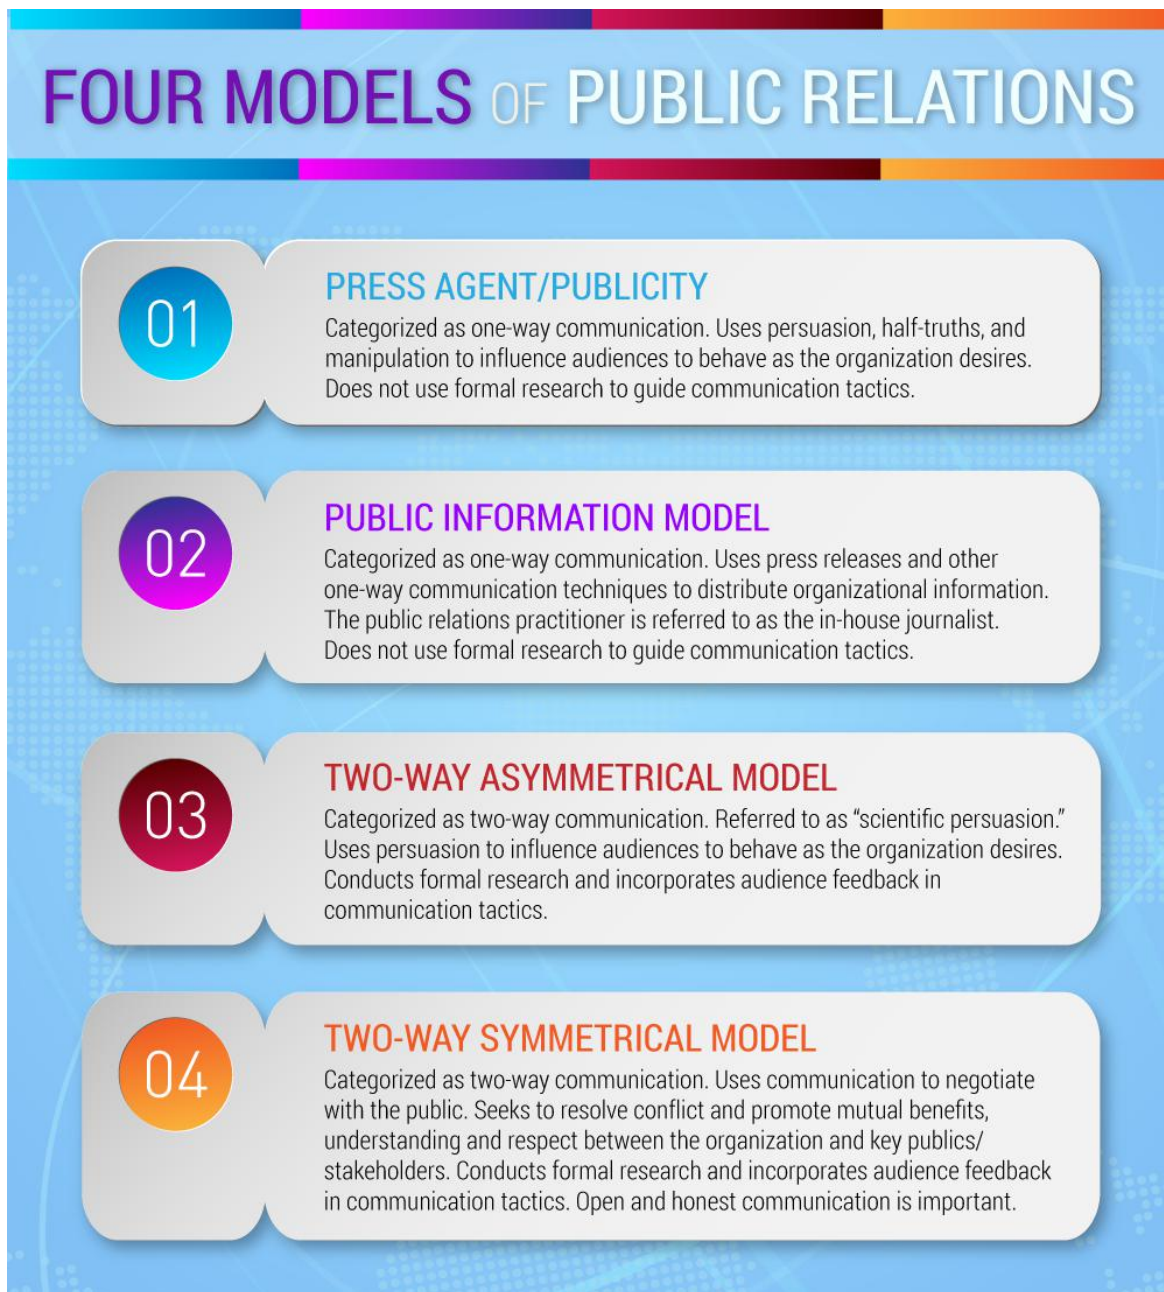 FOUR MODELS OF PUBLIC RELATIONS
01
PRESS AGENT/PUBLICITY
Categorized as one-way communication. Uses persuasion, half-truths, and
manipulation to influence audiences to behave as the organization desires.
Does not use formal research to guide communication tactics.
02
PUBLIC INFORMATION MODEL
Categorized as one-way communication. Uses press releases and other
one-way communication techniques to distribute organizational information.
The public relations practitioner is referred to as the in-house journalist.
Does not use formal research to guide communication tactics.
03
TWO-WAY ASYMMETRICAL MODEL
Categorized as two-way communication. Referred to as “scientific persuasion.”
Uses persuasion to influence audiences to behave as the organization desires.
Conducts formal research and incorporates audience feedback in
communication tactics.
04
TWO-WAY SYMMETRICAL MODEL
Categorized as two-way communication. Uses communication to negotiate
with the public. Seeks to resolve conflict and promote mutual benefits,
understanding and respect between the organization and key publics/
stakeholders. Conducts formal research and incorporates audience feedback
in communication tactics. Open and honest communication is important.